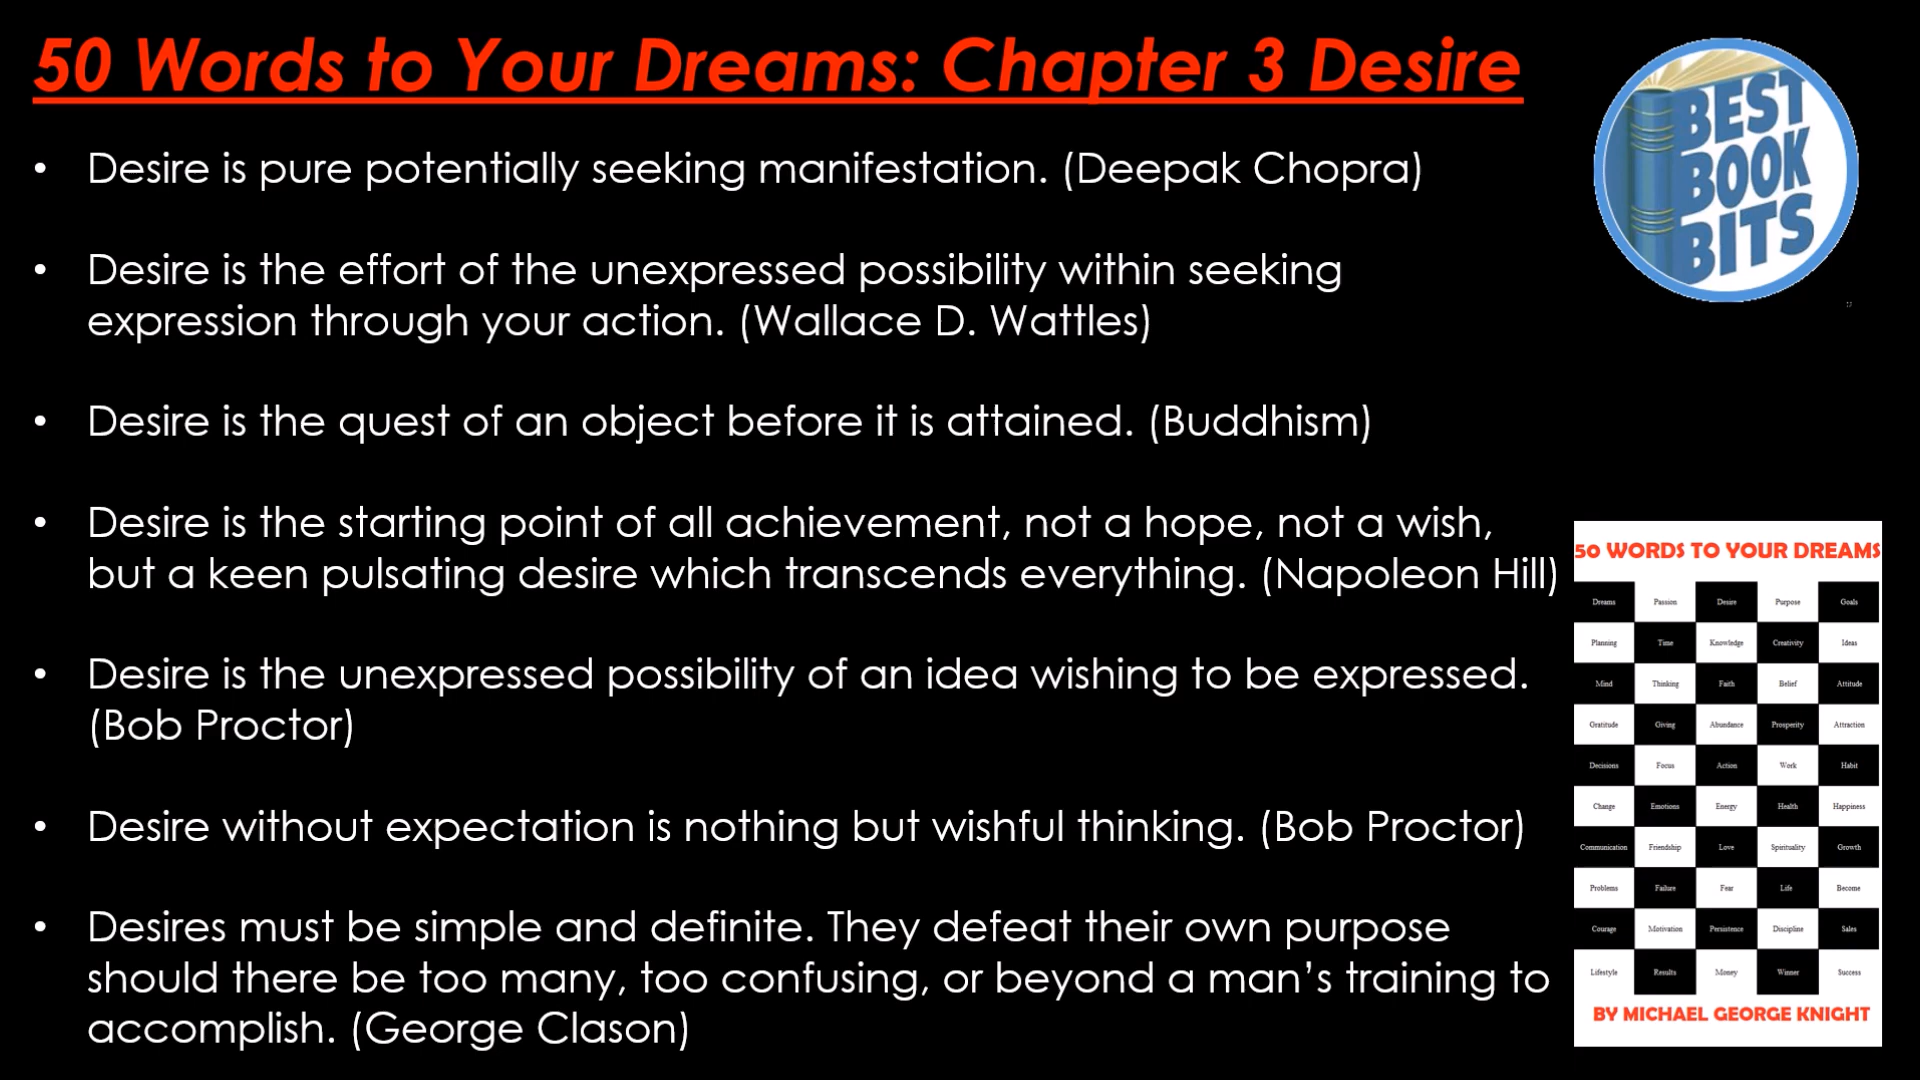 50 Words to Your Dreams: Chapter 3 Desire
BEST
BOOK
BITS
• Desire is pure potentially seeking manifestation. (Deepak Chopra)
• Desire is the effort of the unexpressed possibility within seeking
expression through your action. (Wallace D. Wattles)
• Desire is the quest of an object before it is attained. (Buddhism)
• Desire is the starting point of all achievement, not a hope, not a wish,
but a keen pulsating desire which transcends everything. (Napoleon Hill)
• Desire is the unexpressed possibility of an idea wishing to be expressed.
(Bob Proctor)
• Desire without expectation is nothing but wishful thinking. (Bob Proctor)
• Desires must be simple and definite. They defeat their own purpose
should there be too many, too confusing, or beyond a man’s training to
accomplish. (George Clason)
50 WORDS TO YOUR DREAMS
Dreams Passion Desire Purpose Goals
Planning Time Knowledge Creativity Ideas
Mind Thinking Faith Belief Attitude
Gratitude Giving Abundance Prosperity Attraction
Decisions Focus Action Work Habit
Change Emotions Energy Health Happiness
Communication Friendship Love Spirituality Growth
Problems Failure Fear Life Become
Courage Motivation Persistence Discipline Sales
Lifestyle Results Money Winner Success
BY MICHAEL GEORGE KNIGHT